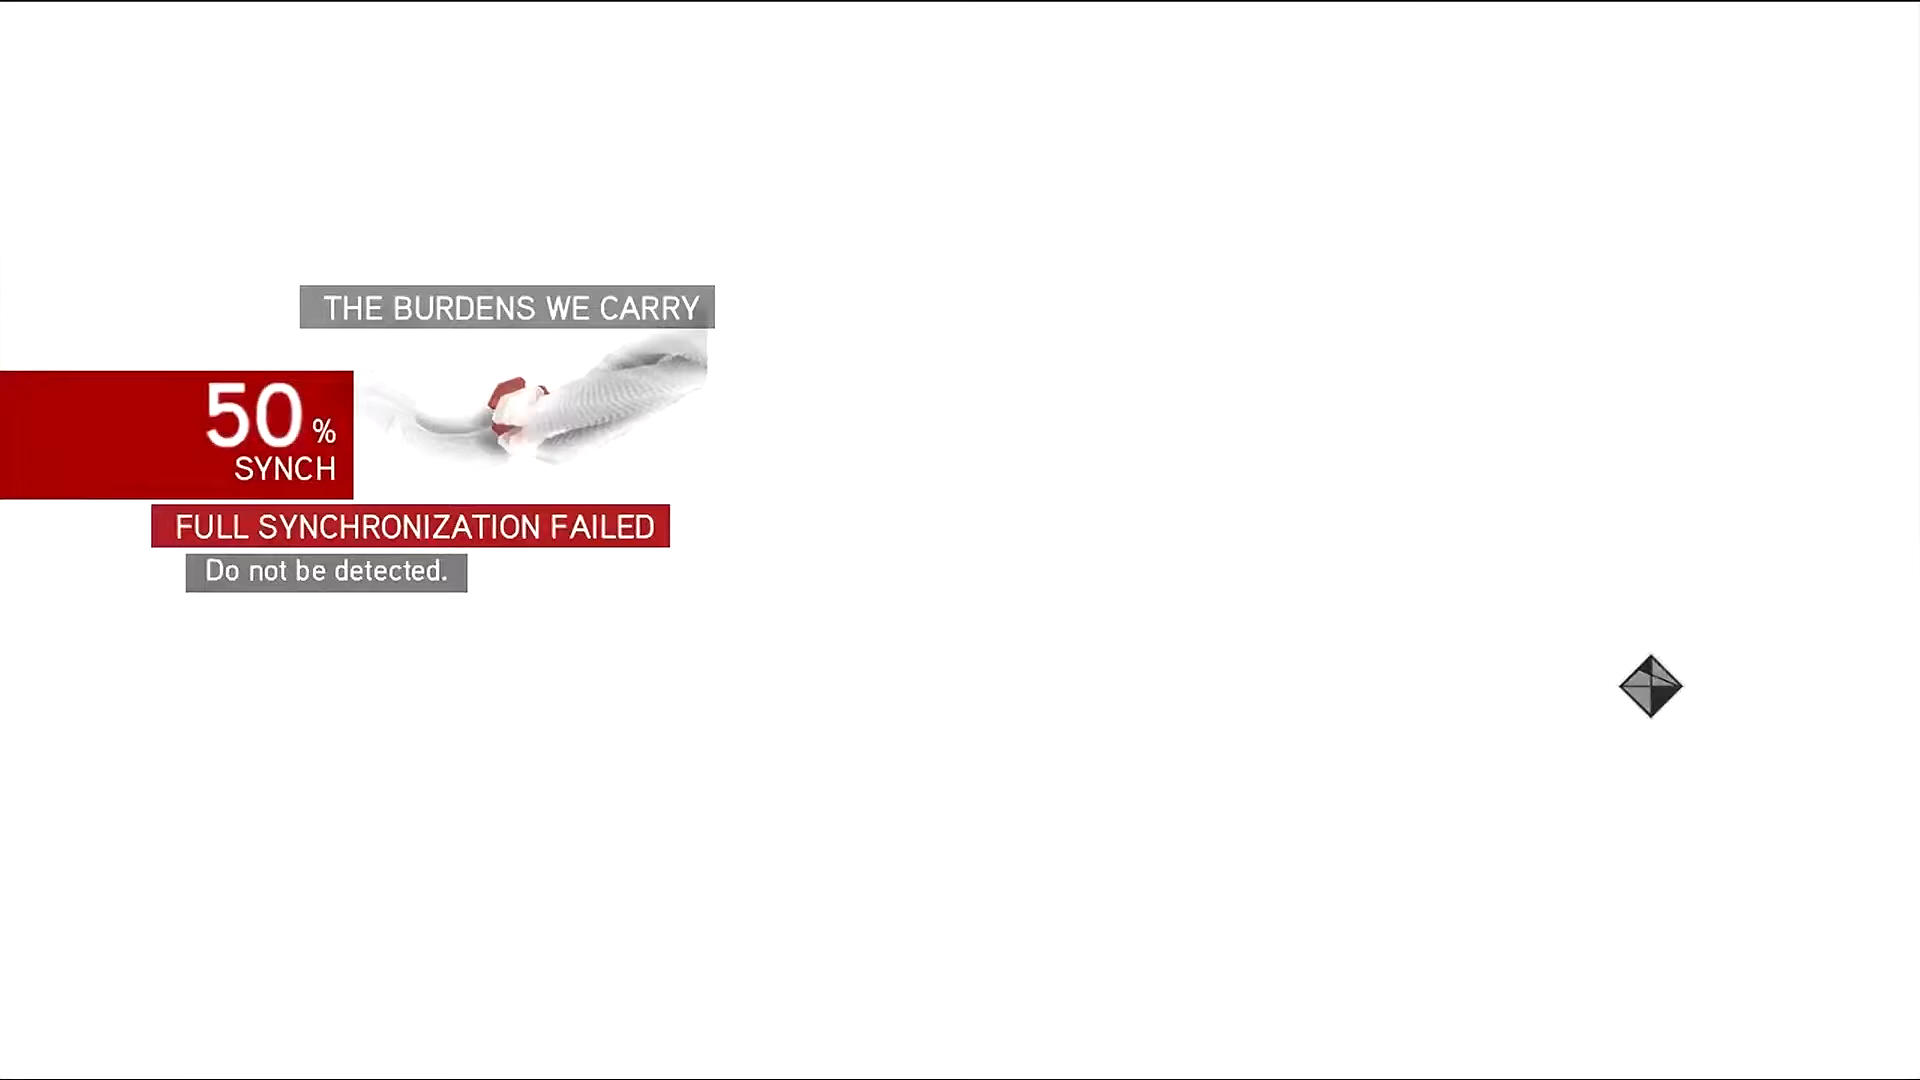 THE BURDENS WE CARRY
50 %
SYNCH
FULL SYNCHRONIZATION FAILED
Do not be detected.